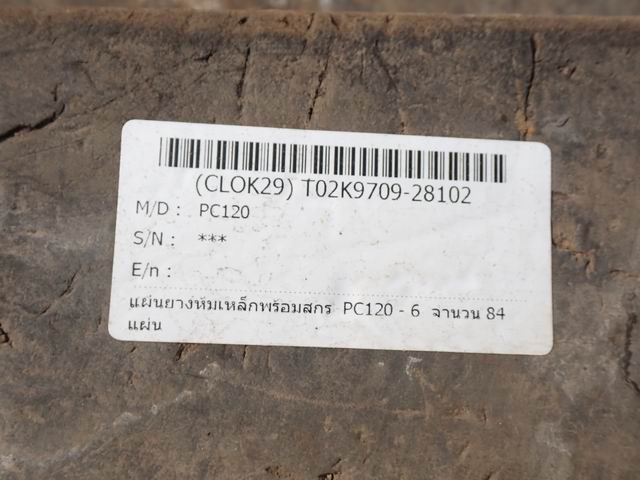 (CLOK29) T02K9709-28102
M/D : PC120
S/N : ***
E/n :
แผ่นยางหุ้มเหล็กพร้อมสกรู PC120 - 6 จำนวน 84
แผ่น